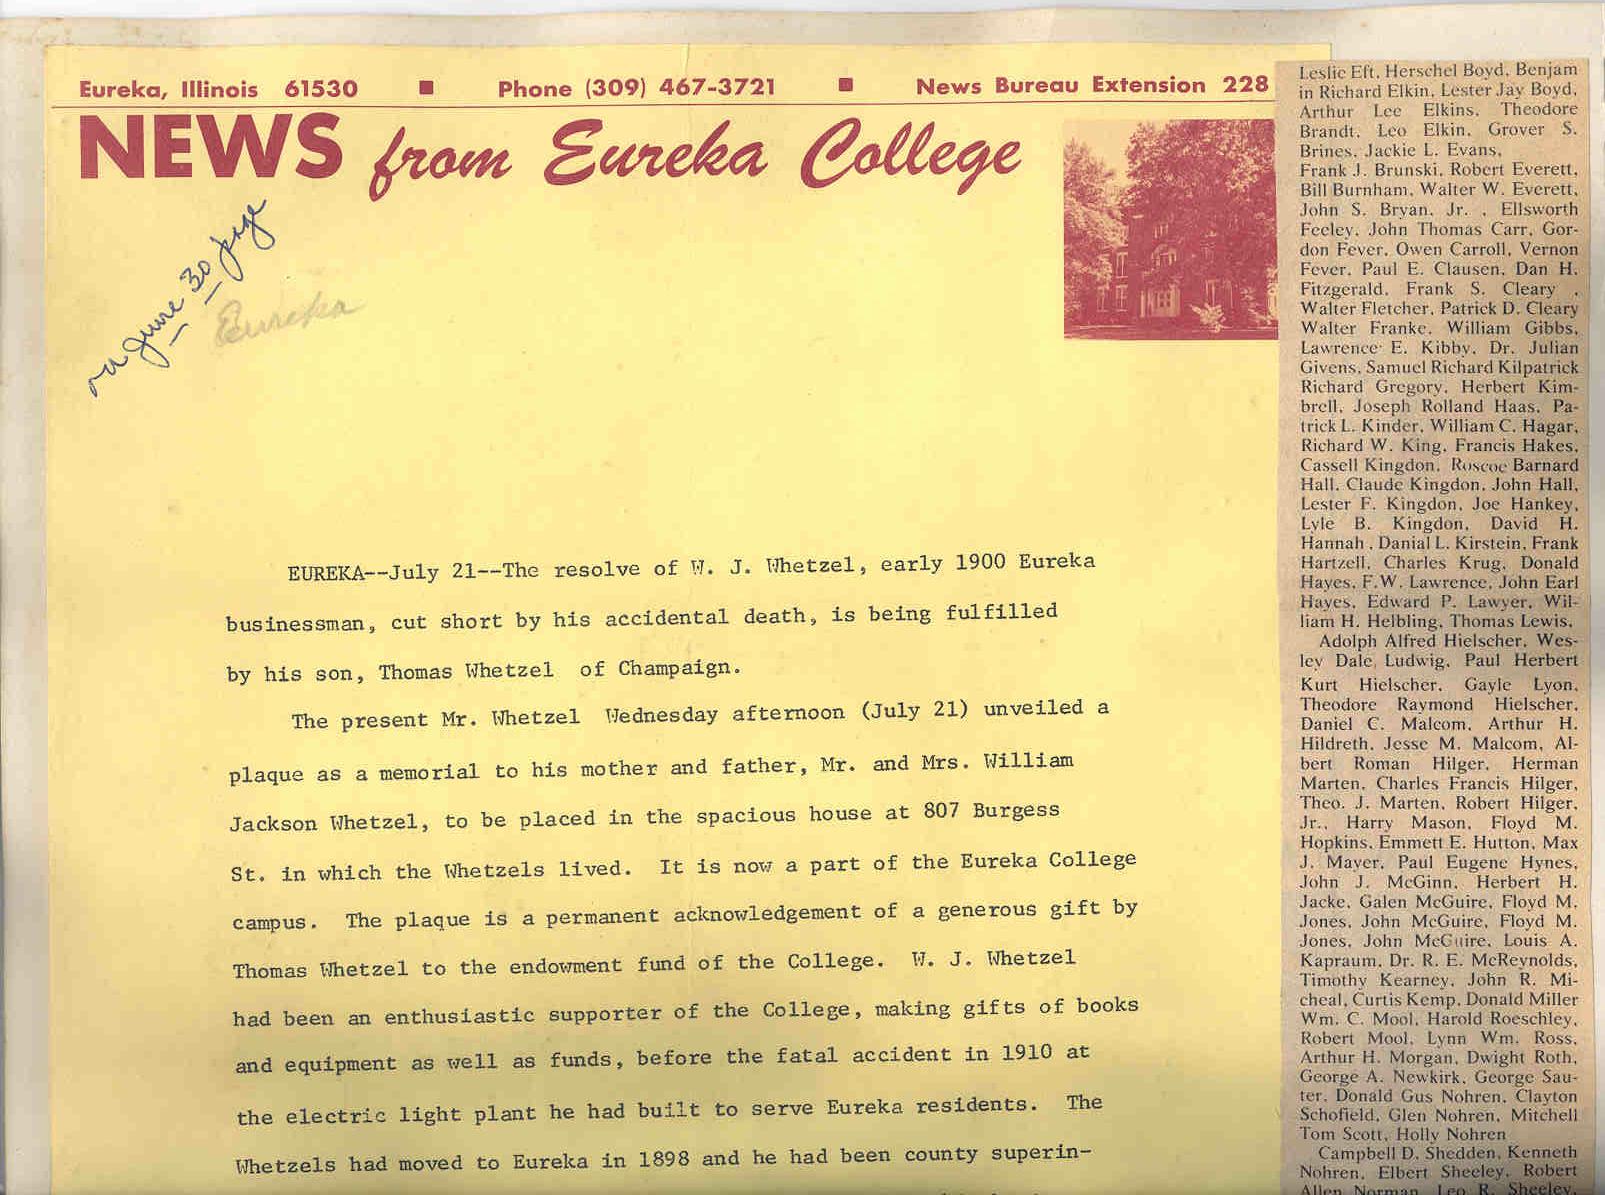 Eureka, Illinois 61530 ■ Phone (309) 467-3721 ■ News Bureau Extension 228
NEWS from Eureka College
on June 30 page
Eureka
EUREKA--July 21--The resolve of W. J. Whetzel, early 1900 Eureka
businessman, cut short by his accidental death, is being fulfilled
by his son, Thomas Whetzel of Champaign.
The present Mr. Whetzel Wednesday afternoon (July 21) unveiled a
plaque as a memorial to his mother and father, Mr. and Mrs. William
Jackson Whetzel, to be placed in the spacious house at 807 Burgess
St. in which the Whetzels lived. It is now a part of the Eureka College
campus. The plaque is a permanent acknowledgement of a generous gift by
Thomas Whetzel to the endowment fund of the College. W. J. Whetzel
had been an enthusiastic supporter of the College, making gifts of books
and equipment as well as funds, before the fatal accident in 1910 at
the electric light plant he had built to serve Eureka residents. The
Whetzels had moved to Eureka in 1898 and he had been county superin-
Leslie Eft, Herschel Boyd, Benjam
in Richard Elkin, Lester Jay Boyd,
Arthur Lee Elkins, Theodore
Brandt, Leo Elkin, Grover S.
Brines, Jackie L. Evans,
Frank J. Brunski, Robert Everett,
Bill Burnham, Walter W. Everett,
John S. Bryan, Jr. , Ellsworth
Feeley, John Thomas Carr, Gor-
don Fever, Owen Carroll, Vernon
Fever, Paul E. Clausen, Dan H.
Fitzgerald, Frank S. Cleary ,
Walter Fletcher, Patrick D. Cleary
Walter Franke, William Gibbs,
Lawrence E. Kibby, Dr. Julian
Givens, Samuel Richard Kilpatrick
Richard Gregory, Herbert Kim-
brell, Joseph Rolland Haas, Pa-
trick L. Kinder, William C. Hagar,
Richard W. King, Francis Hakes,
Cassell Kingdon, Roscoe Barnard
Hall, Claude Kingdon, John Hall,
Lester F. Kingdon, Joe Hankey,
Lyle B. Kingdon, David H.
Hannah , Danial L. Kirstein, Frank
Hartzell, Charles Krug, Donald
Hayes, F.W. Lawrence, John Earl
Hayes, Edward P. Lawyer, Wil-
liam H. Helbling, Thomas Lewis,
Adolph Alfred Hielscher, Wes-
ley Dale, Ludwig, Paul Herbert
Kurt Hielscher, Gayle Lyon,
Theodore Raymond Hielscher,
Daniel C. Malcom, Arthur H.
Hildreth, Jesse M. Malcom, Al-
bert Roman Hilger, Herman
Marten, Charles Francis Hilger,
Theo. J. Marten, Robert Hilger,
Jr., Harry Mason, Floyd M.
Hopkins, Emmett E. Hutton, Max
J. Mayer, Paul Eugene Hynes,
John J. McGinn, Herbert H.
Jacke, Galen McGuire, Floyd M.
Jones, John McGuire, Floyd M.
Jones, John McGuire, Louis A.
Kapraum, Dr. R. E. McReynolds,
Timothy Kearney, John R. Mi-
cheal, Curtis Kemp, Donald Miller
Wm. C. Mool, Harold Roeschley,
Robert Mool, Lynn Wm. Ross,
Arthur H. Morgan, Dwight Roth,
George A. Newkirk, George Sau-
ter, Donald Gus Nohren, Clayton
Schofield, Glen Nohren, Mitchell
Tom Scott, Holly Nohren
Campbell D. Shedden, Kenneth
Nohren, Elbert Sheeley, Robert
Allen Norman, Leo R. Sheeley,